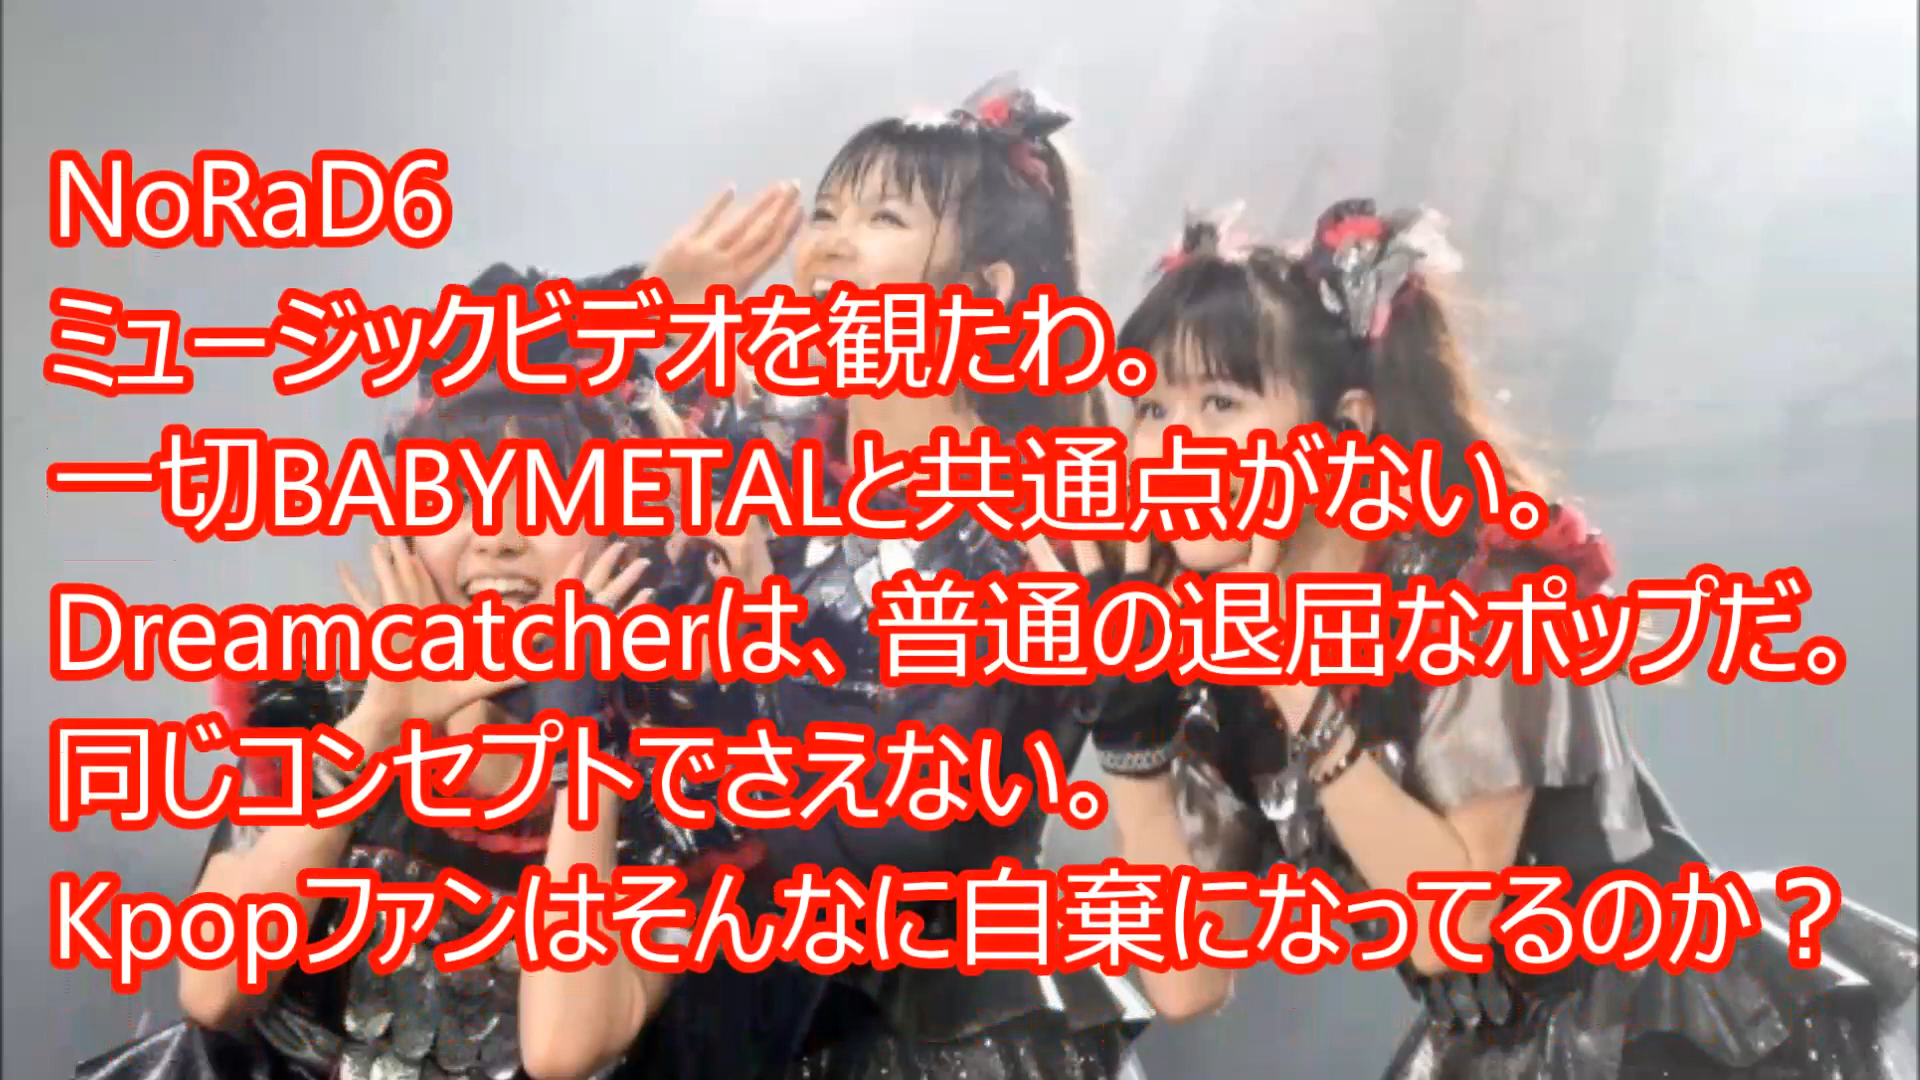 NoRaD6
ミュージックビデオを観たわ。
一切BABYMETALと共通点がない。
Dreamcatcherは、普通の退屈なポップだ。
同じコンセプトでさえない。
Kpopファンはそんなに自棄になってるのか？